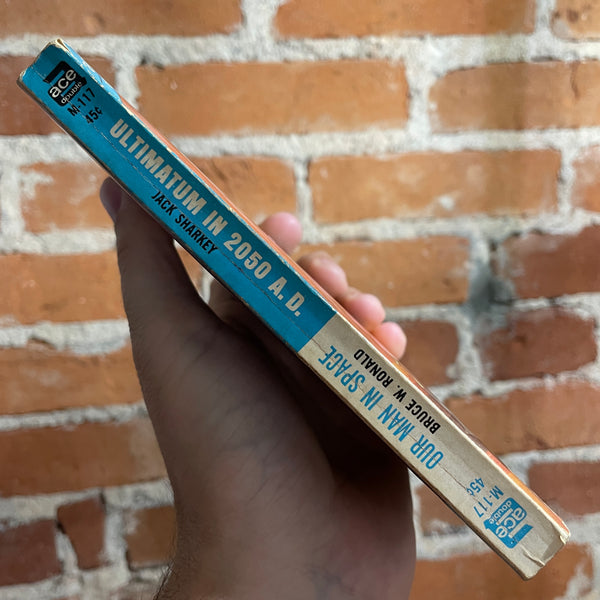 ace
double
M-117
45¢
ULTIMATUM IN 2050 A.D.
JACK SHARKEY
OUR MAN IN SPACE
BRUCE W. RONALD
M-117
45¢
ace
double